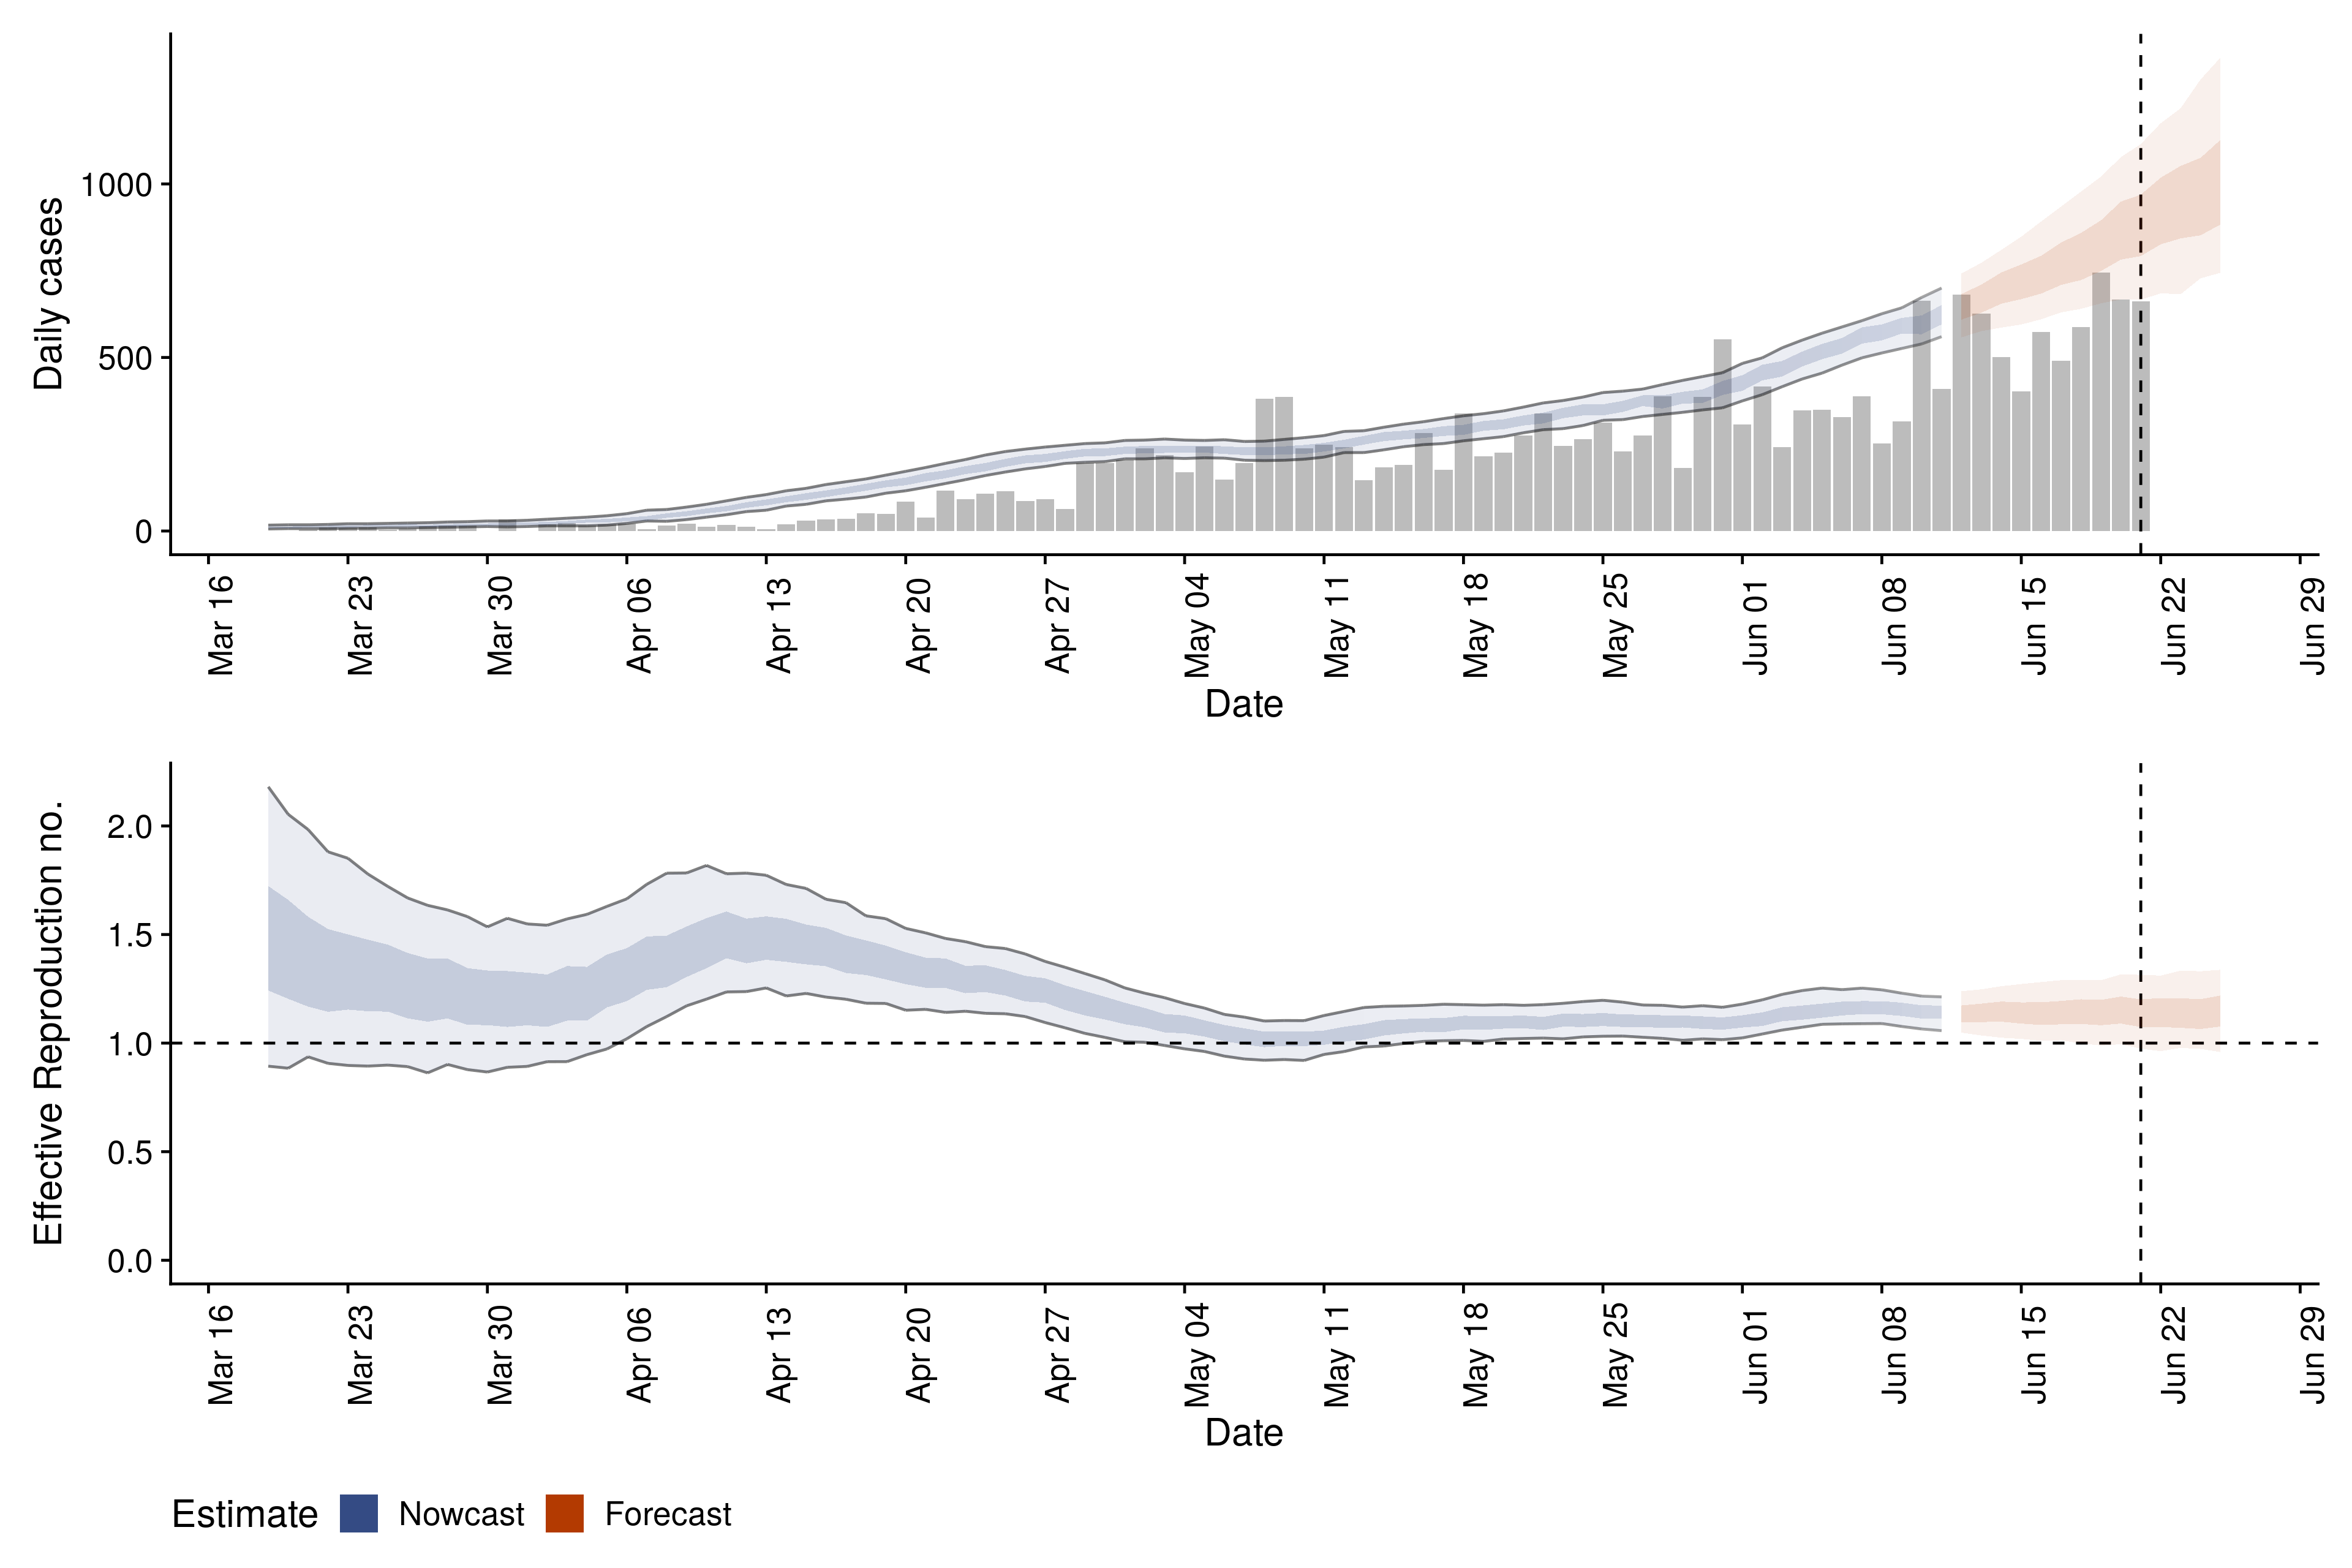 Daily cases
1000
500
0
Mar 16 Mar 23 Mar 30 Apr 06 Apr 13 Apr 20 Apr 27 May 04 May 11 May 18 May 25 Jun 01 Jun 08 Jun 15 Jun 22 Jun 29
Date
Effective Reproduction no.
2.0
1.5
1.0
0.5
0.0
Mar 16 Mar 23 Mar 30 Apr 06 Apr 13 Apr 20 Apr 27 May 04 May 11 May 18 May 25 Jun 01 Jun 08 Jun 15 Jun 22 Jun 29
Date
Estimate Nowcast Forecast